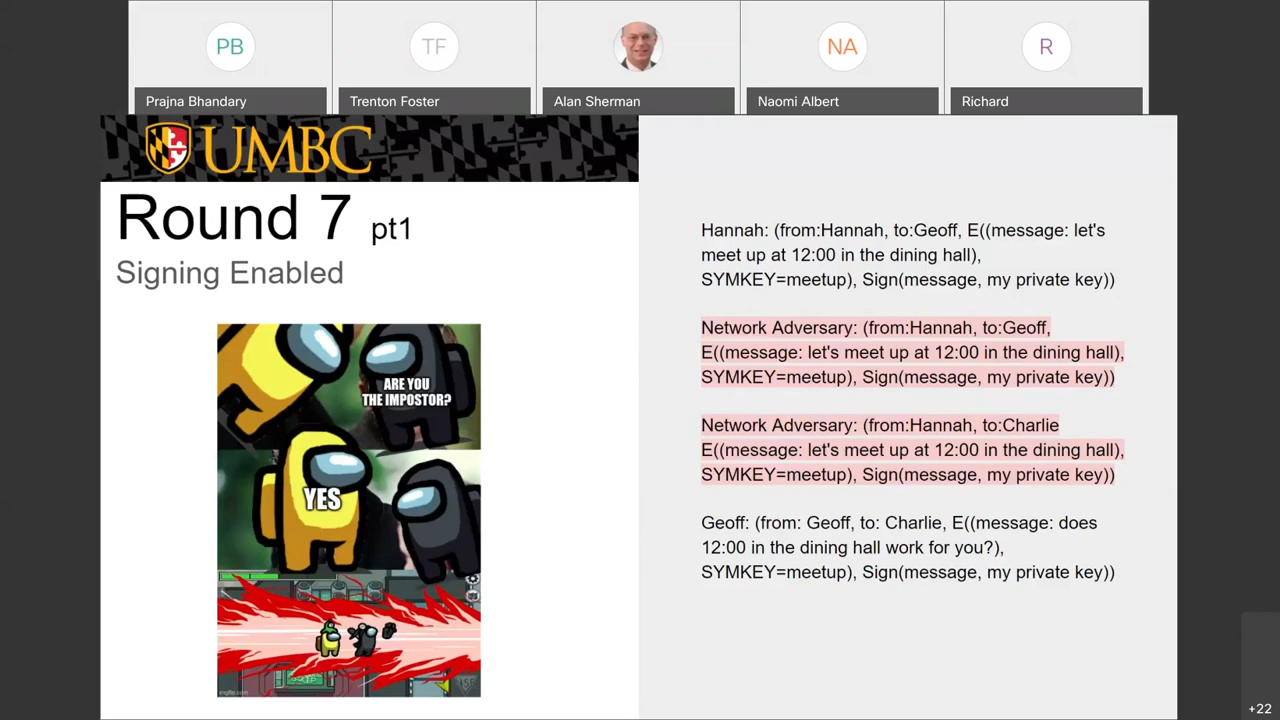 PB
TF
NA
R
Prajna Bhandary
Trenton Foster
Alan Sherman
Naomi Albert
Richard
UMBC
Round 7 pt1
Signing Enabled
ARE YOU
THE IMPOSTOR?
YES
imgflip.com
Hannah: (from:Hannah, to:Geoff, E((message: let's
meet up at 12:00 in the dining hall),
SYMKEY=meetup), Sign(message, my private key))
Network Adversary: (from:Hannah, to:Geoff,
E((message: let's meet up at 12:00 in the dining hall),
SYMKEY=meetup), Sign(message, my private key))
Network Adversary: (from:Hannah, to:Charlie
E((message: let's meet up at 12:00 in the dining hall),
SYMKEY=meetup), Sign(message, my private key))
Geoff: (from: Geoff, to: Charlie, E((message: does
12:00 in the dining hall work for you?),
SYMKEY=meetup), Sign(message, my private key))
+22